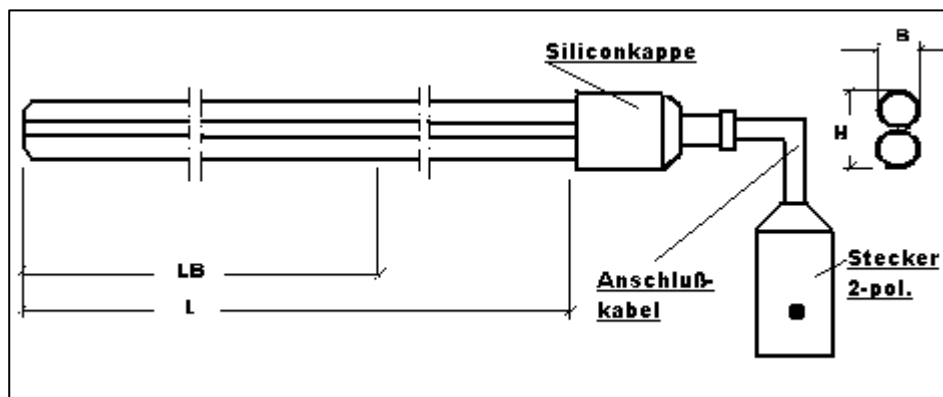 Siliconkappe
B
H
LB
L
Anschluß-
kabel
Stecker
2-pol.